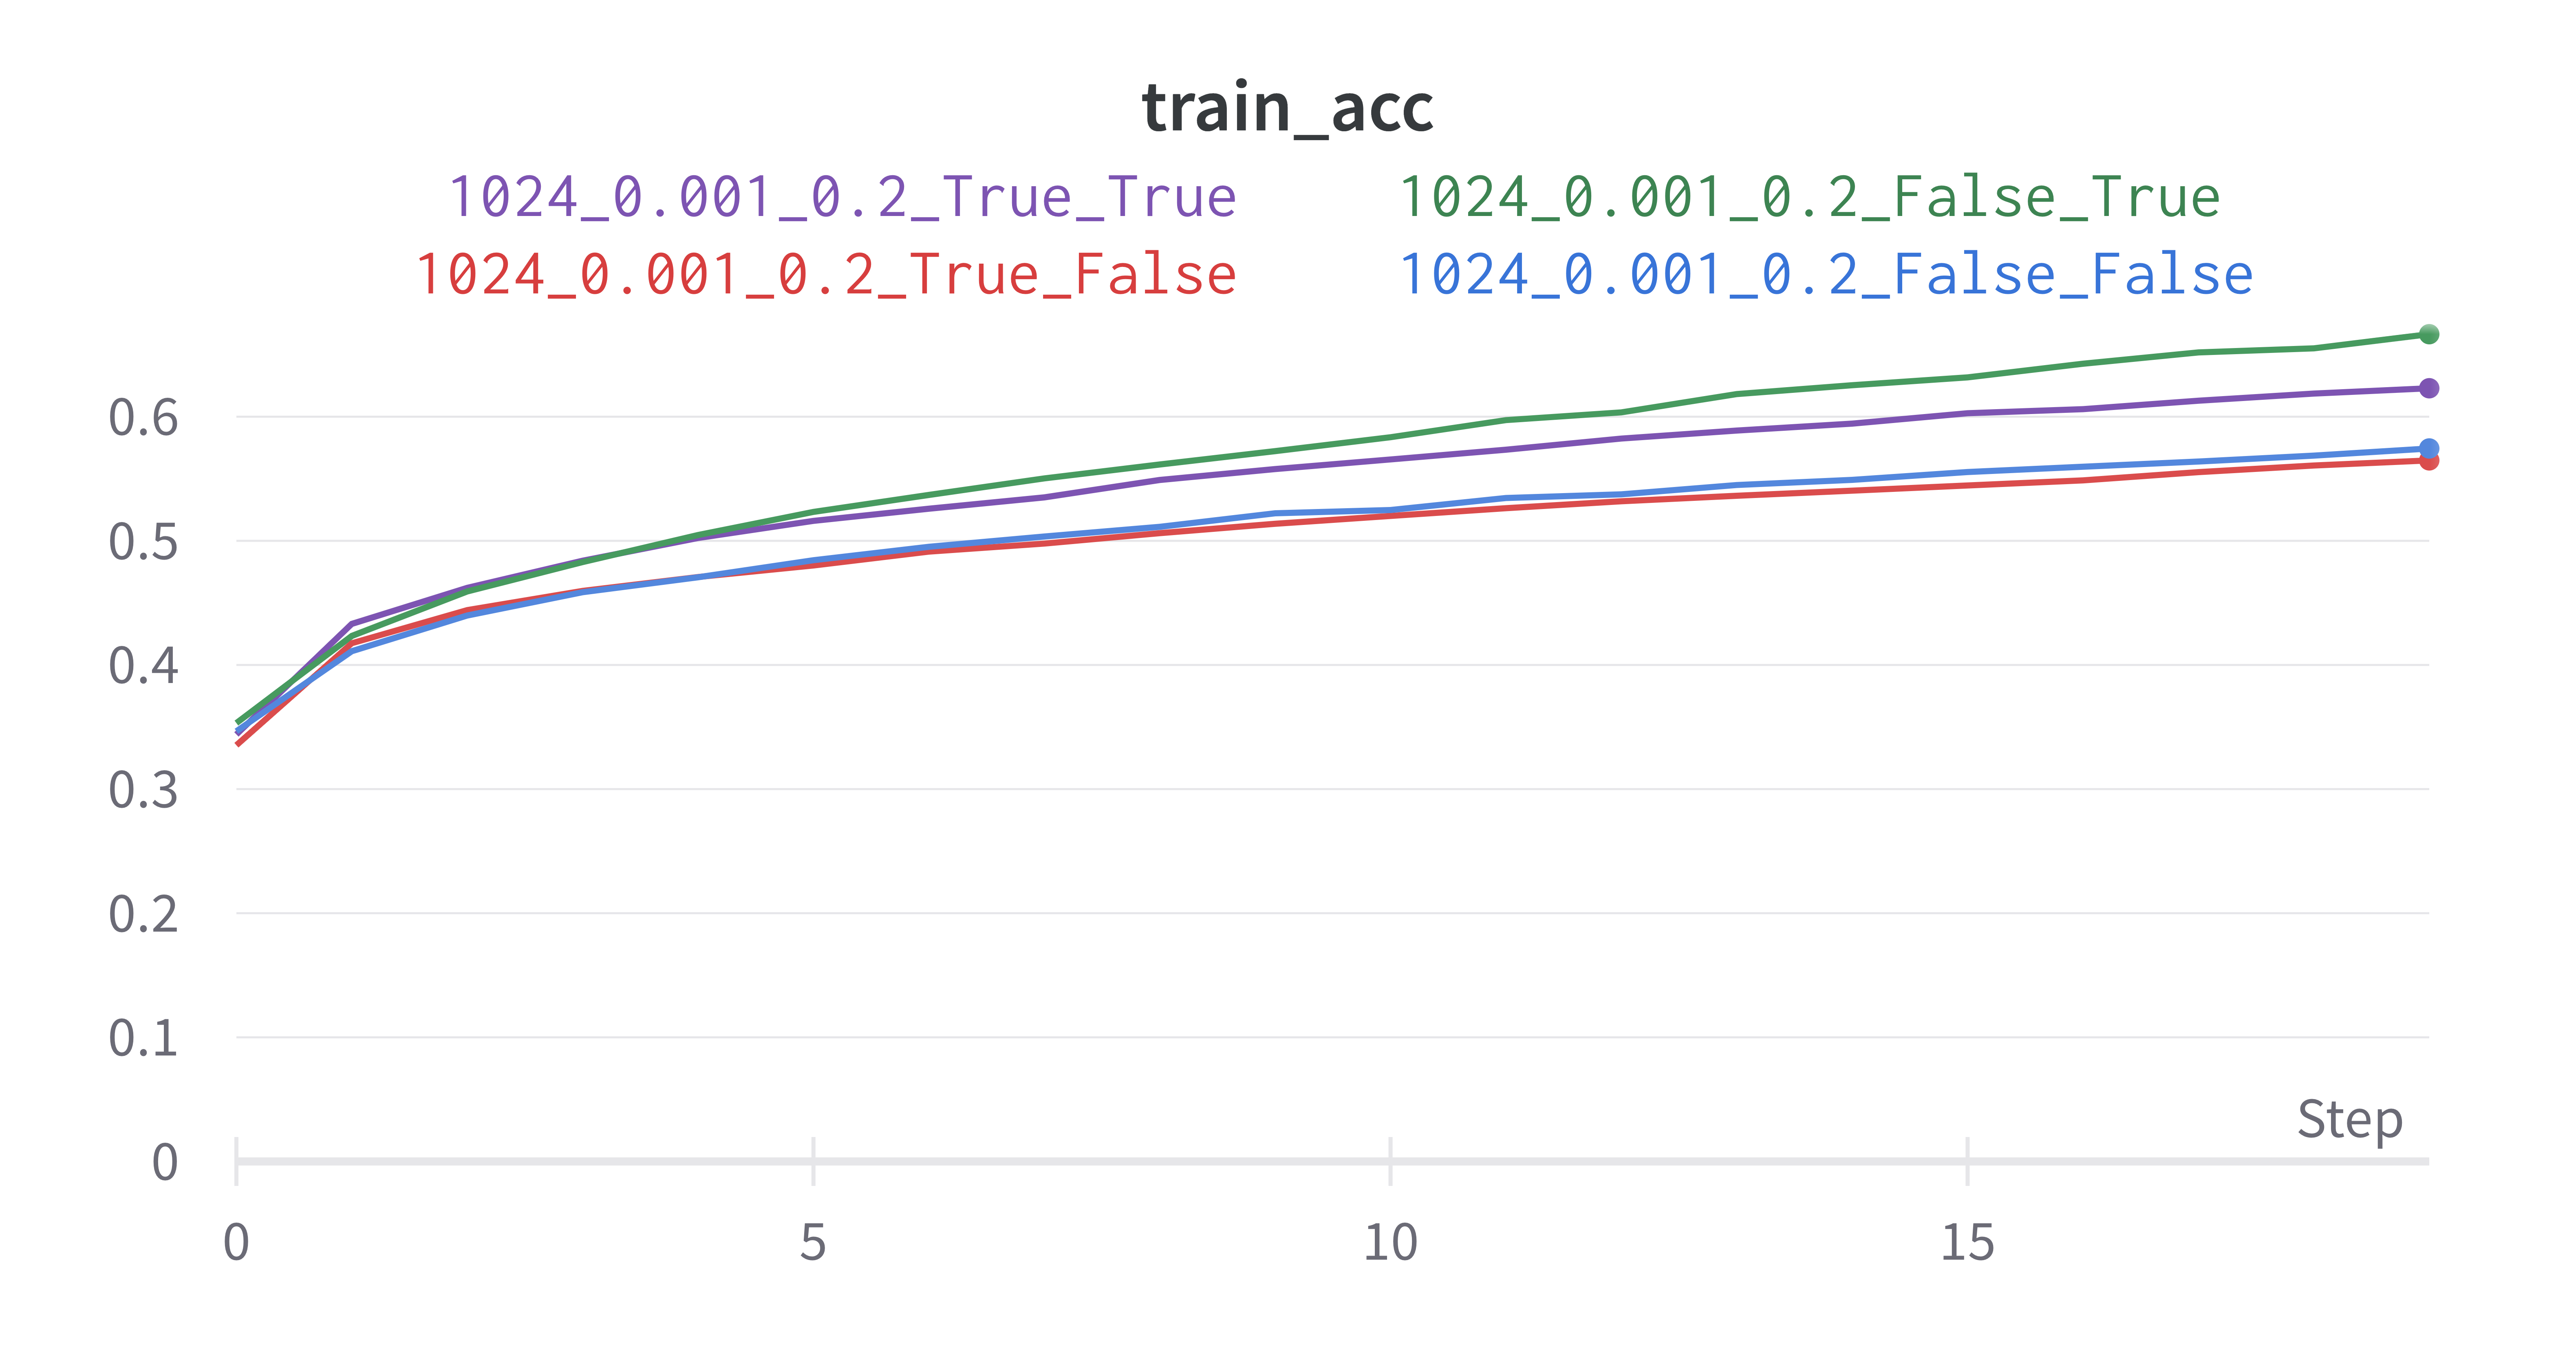 train_acc
1024_0.001_0.2_True_True 1024_0.001_0.2_False_True
1024_0.001_0.2_True_False 1024_0.001_0.2_False_False
0.6
0.5
0.4
0.3
0.2
0.1
Step
0
0 5 10 15